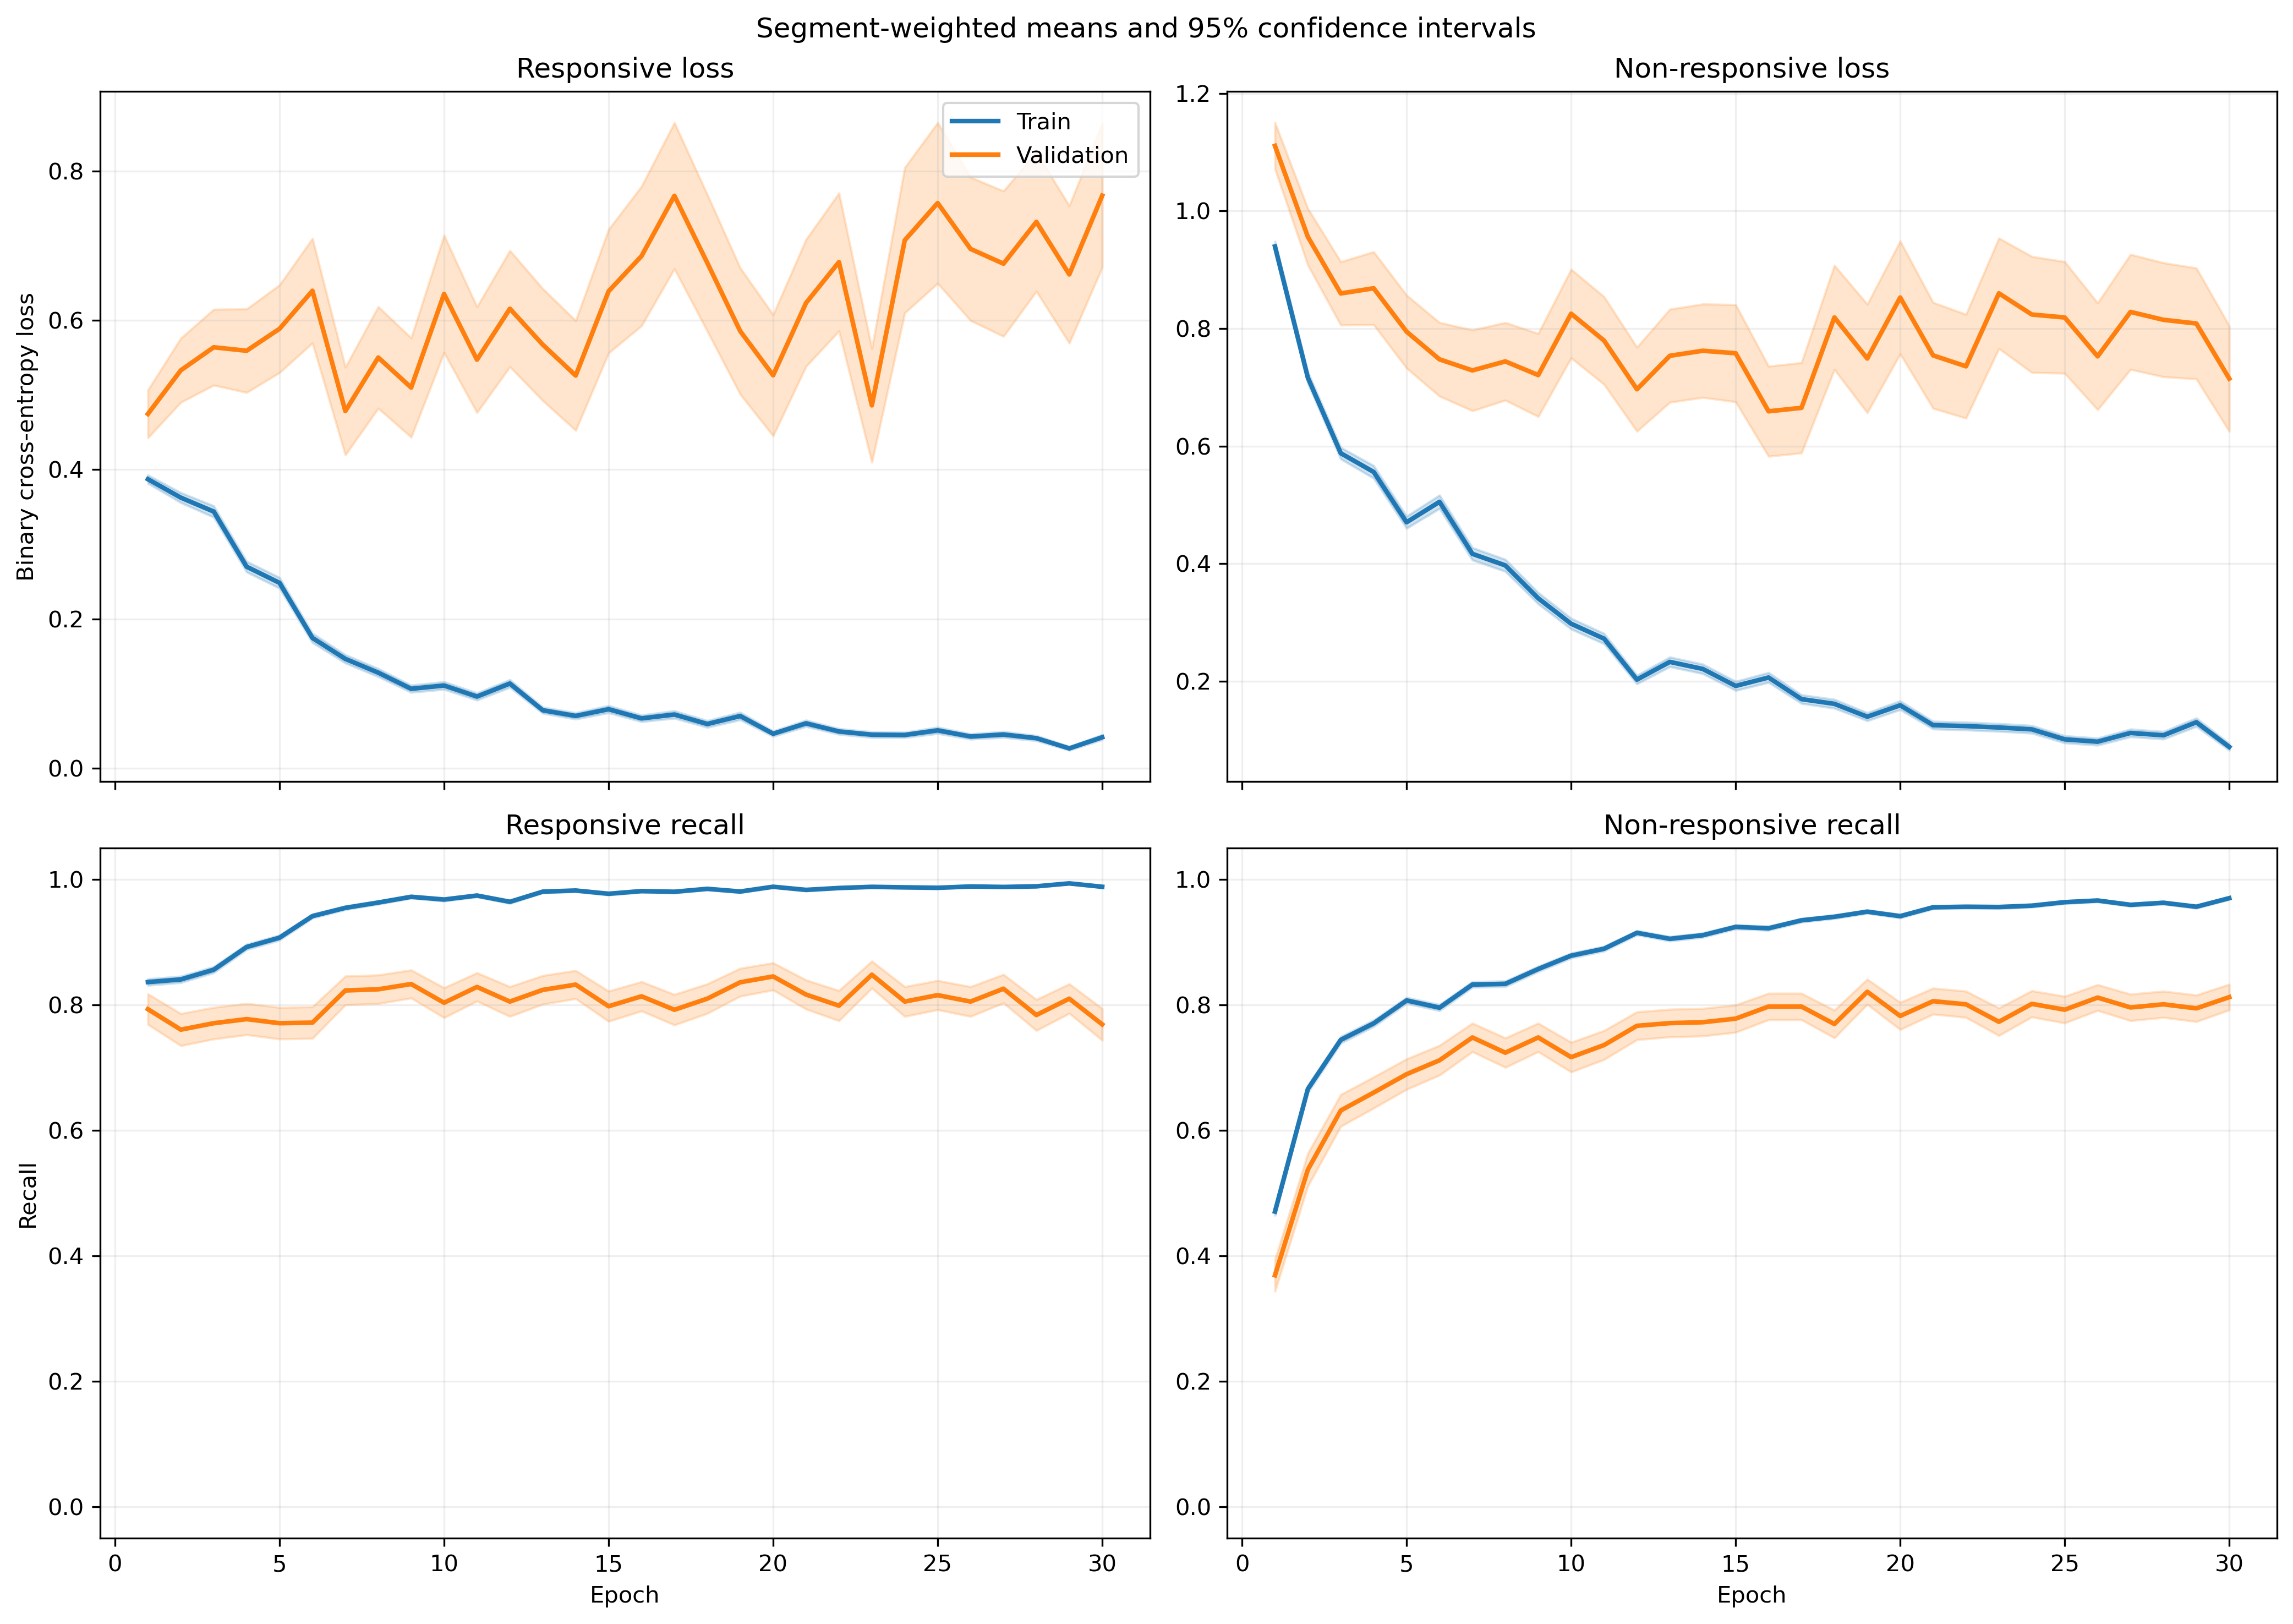 Segment-weighted means and 95% confidence intervals
Responsive loss
Non-responsive loss
Train
Validation
Binary cross-entropy loss
0.8
0.6
0.4
0.2
0.0
1.2
1.0
0.8
0.6
0.4
0.2
Responsive recall
Non-responsive recall
Recall
1.0
0.8
0.6
0.4
0.2
0.0
0 5 10 15 20 25 30
Epoch
1.0
0.8
0.6
0.4
0.2
0.0
0 5 10 15 20 25 30
Epoch